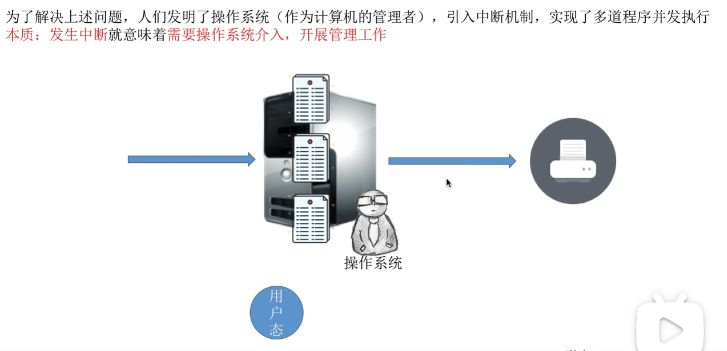 为了解决上述问题，人们发明了操作系统（作为计算机的管理者），引入中断机制，实现了多道程序并发执行
本质：发生中断就意味着需要操作系统介入，开展管理工作
操作系统
用
户
态